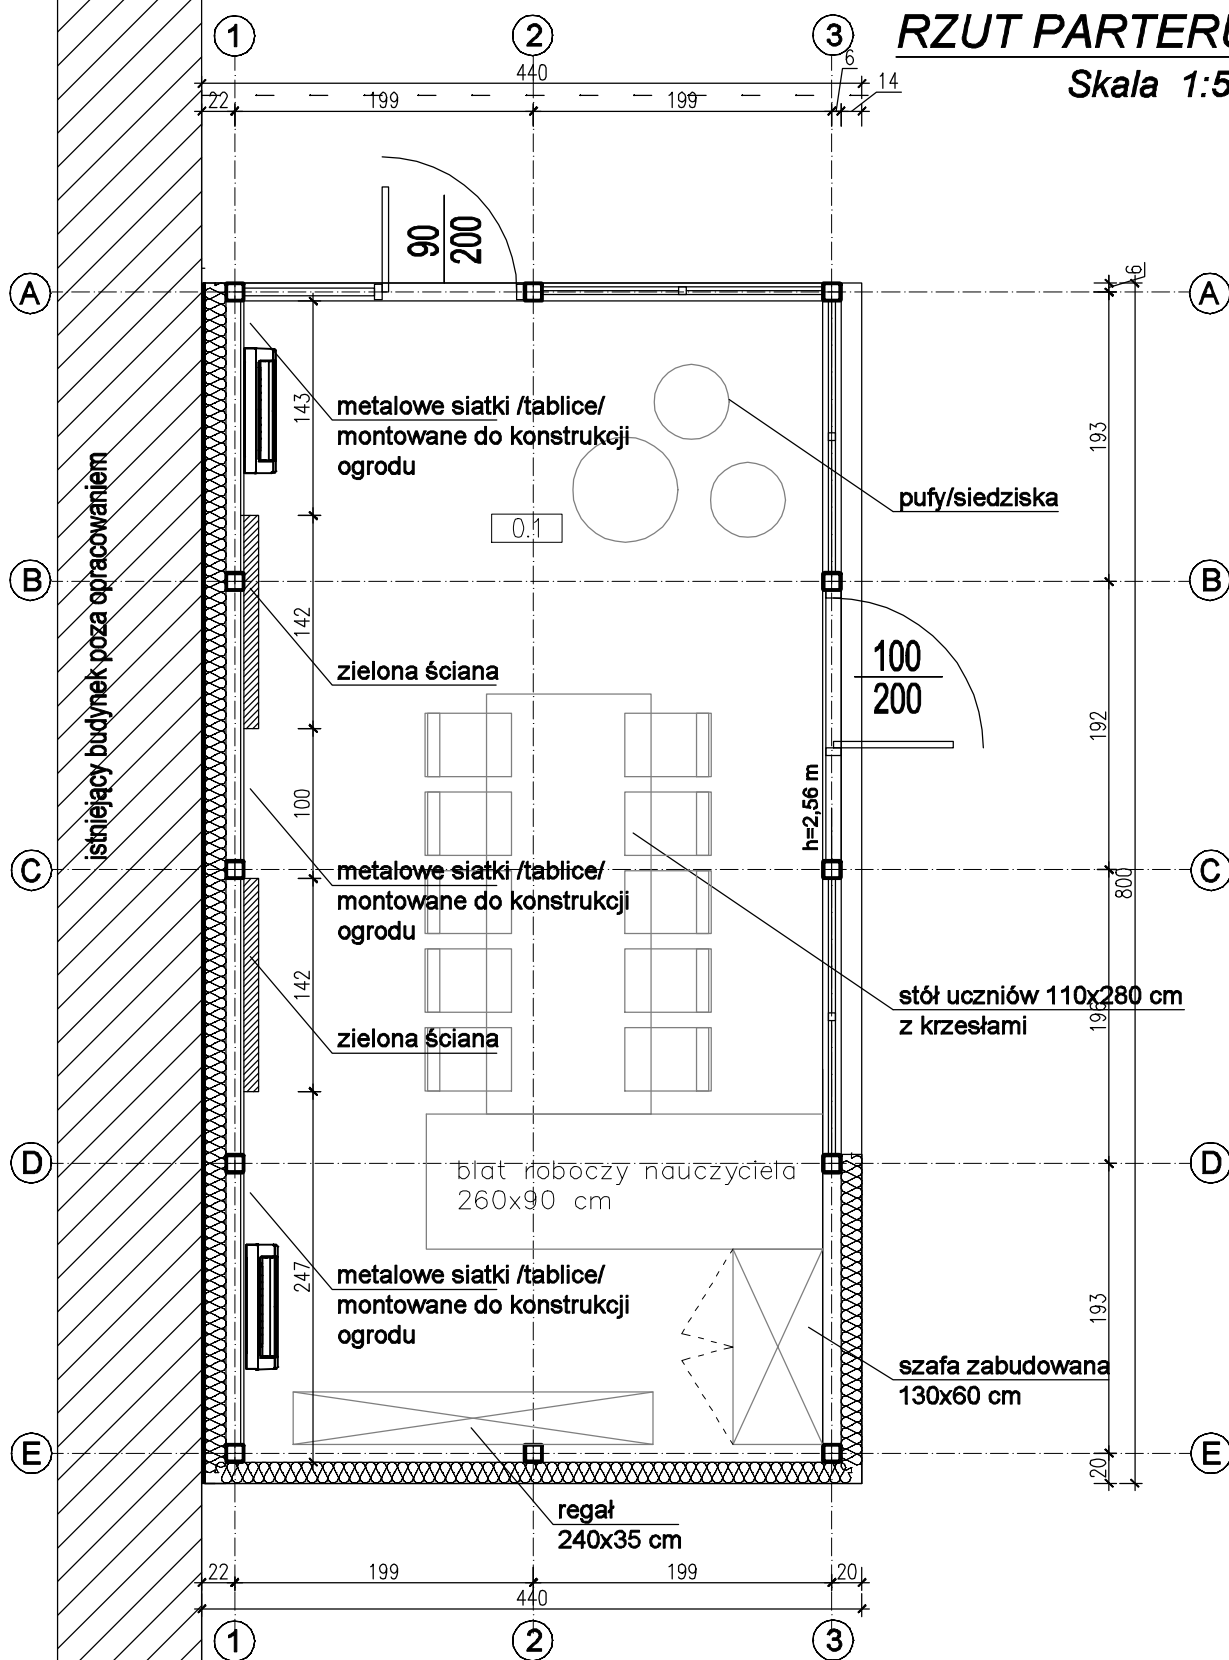 1
2
3
RZUT PARTERU
Skala 1:5
440
6
14
22
199
199
90
200
A
A
6
143
metalowe siatki /tablice/
montowane do konstrukcji
ogrodu
193
istniejący budynek poza opracowaniem
pufy/siedziska
0.1
B
B
142
100
200
zielona ściana
192
100
h=2,56 m
C
C
metalowe siatki /tablice/
montowane do konstrukcji
ogrodu
800
142
stół uczniów 110x280 cm
z krzesłami
zielona ściana
D
D
blat roboczy nauczyciela
260x90 cm
247
metalowe siatki /tablice/
montowane do konstrukcji
ogrodu
193
szafa zabudowana
130x60 cm
E
E
20
regał
240x35 cm
22
199
199
20
440
1
2
3